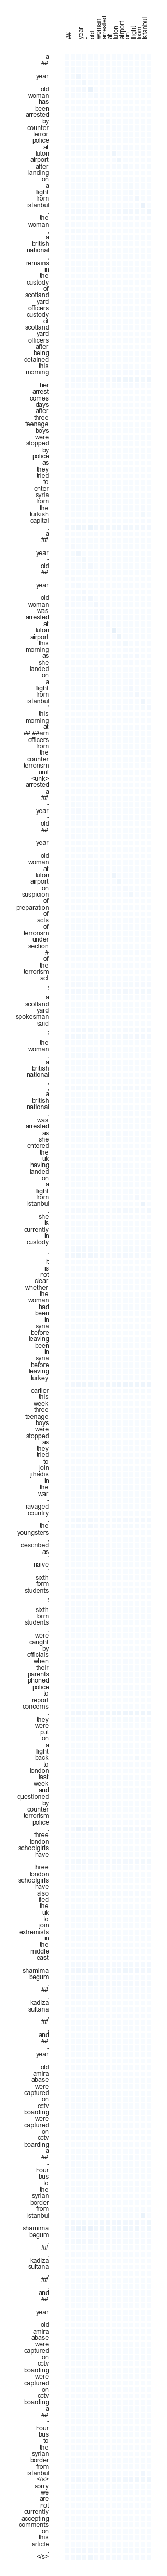 ##
-
year
-
old
woman
arrested
at
luton
airport
on
flight
from
istanbul
a
##
-
year
-
old
woman
has
been
arrested
by
counter
terror
police
at
luton
airport
after
landing
on
a
flight
from
istanbul
.
the
woman
,
a
british
national
,
remains
in
the
custody
of
scotland
yard
officers
custody
of
scotland
yard
officers
after
being
detained
this
morning
.
her
arrest
comes
days
after
three
teenage
boys
were
stopped
by
police
as
they
tried
to
enter
syria
from
the
turkish
capital
.
a
##
-
year
-
old
##
-
year
-
old
woman
was
arrested
at
luton
airport
this
morning
as
she
landed
on
a
flight
from
istanbul
this
morning
at
##.##am
officers
from
the
counter
terrorism
unit
<unk>
arrested
a
##
-
year
-
old
##
-
year
-
old
woman
at
luton
airport
on
suspicion
of
preparation
of
acts
of
terrorism
under
section
#
of
the
terrorism
act
a
scotland
yard
spokesman
said
the
woman
,
a
british
national
a
british
national
,
was
arrested
as
she
entered
the
uk
having
landed
on
a
flight
from
istanbul
she
is
currently
in
custody
it
is
not
clear
whether
the
woman
had
been
in
syria
before
leaving
been
in
syria
before
leaving
turkey
.
earlier
this
week
three
teenage
boys
were
stopped
as
they
tried
to
join
jihadis
in
the
war
-
ravaged
country
.
the
youngsters
,
described
as
naive
sixth
form
students
sixth
form
students
,
were
caught
by
officials
when
their
parents
phoned
police
to
report
concerns
.
they
were
put
on
a
flight
back
to
london
last
week
and
questioned
by
counter
terrorism
police
.
three
london
schoolgirls
have
three
london
schoolgirls
have
also
fled
the
uk
to
join
extremists
in
the
middle
east
.
shamima
begum
,
##
,
kadiza
sultana
,
##
,
and
##
-
year
-
old
amira
abase
were
captured
on
cctv
boarding
were
captured
on
cctv
boarding
a
##
-
hour
bus
to
the
syrian
border
from
istanbul
.
shamima
begum
,
##
,
kadiza
sultana
,
##
,
and
##
-
year
-
old
amira
abase
were
captured
on
cctv
boarding
were
captured
on
cctv
boarding
a
##
-
hour
bus
to
the
syrian
border
from
istanbul
</s>
sorry
we
are
not
currently
accepting
comments
on
this
article
.
</s>